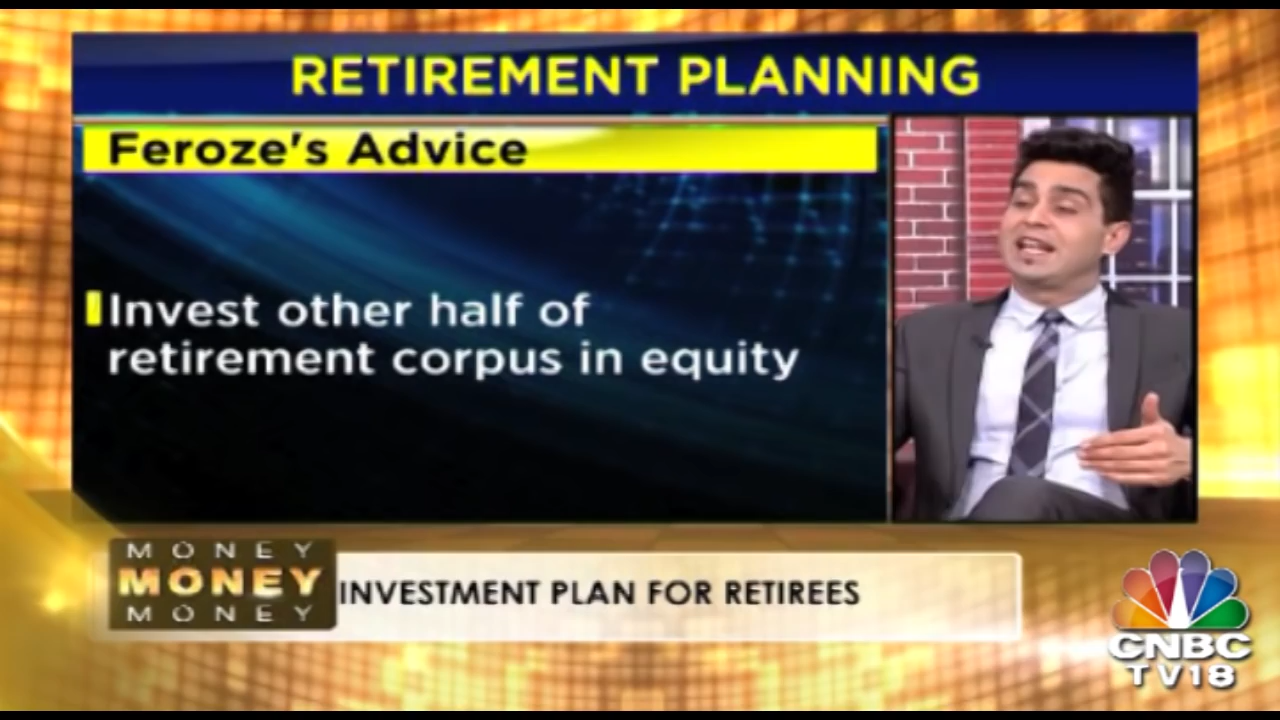 RETIREMENT PLANNING
Feroze's Advice
Invest other half of
retirement corpus in equity
MONEY
MONEY
MONEY
INVESTMENT PLAN FOR RETIREES
CNBC
TV18